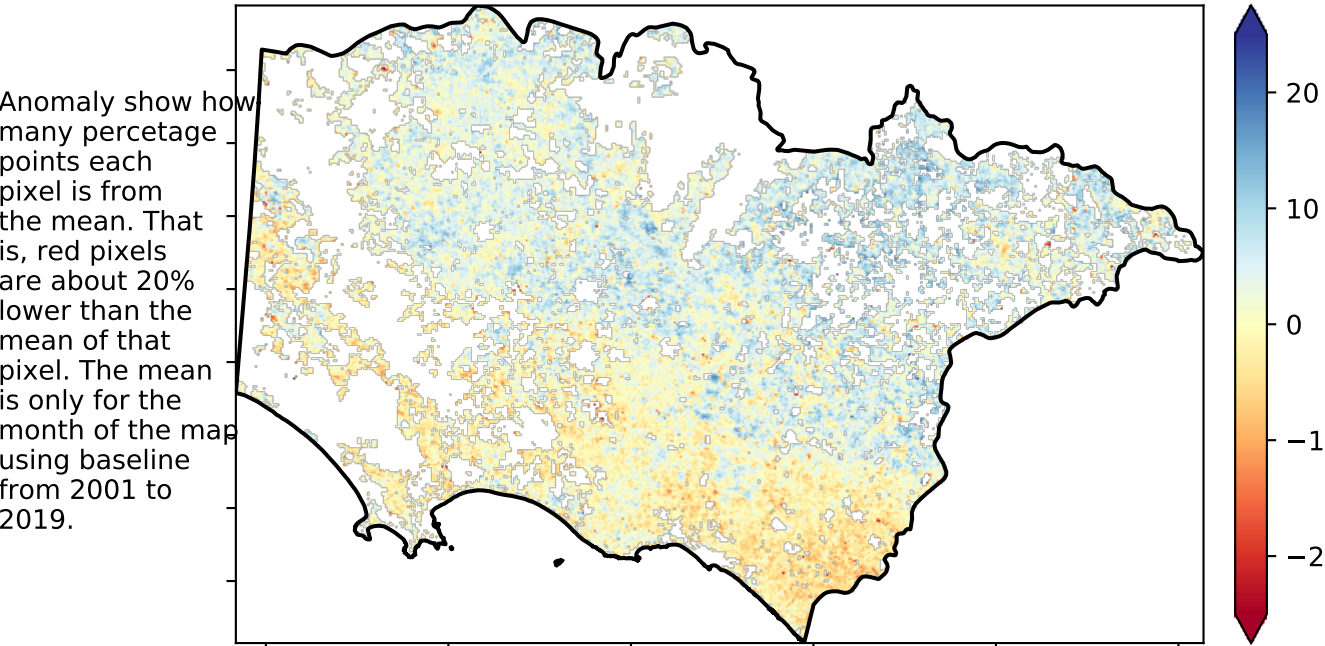 Anomaly show how
many percetage
points each
pixel is from
the mean. That
is, red pixels
are about 20%
lower than the
mean of that
pixel. The mean
is only for the
month of the map
using baseline
from 2001 to
2019.
20
10
0
−1
−2